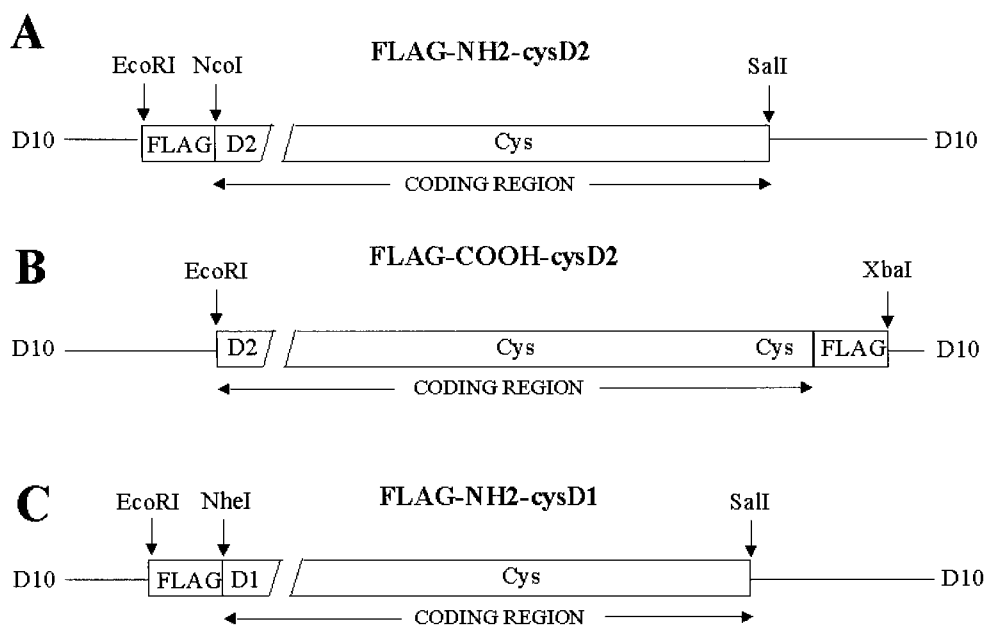 A
FLAG-NH2-cysD2
EcoRI NcoI SalI
D10 FLAG D2 Cys D10
CODING REGION
B
FLAG-COOH-cysD2
EcoRI XbaI
D10 D2 Cys Cys FLAG D10
CODING REGION
C
FLAG-NH2-cysD1
EcoRI NheI SalI
D10 FLAG D1 Cys D10
CODING REGION